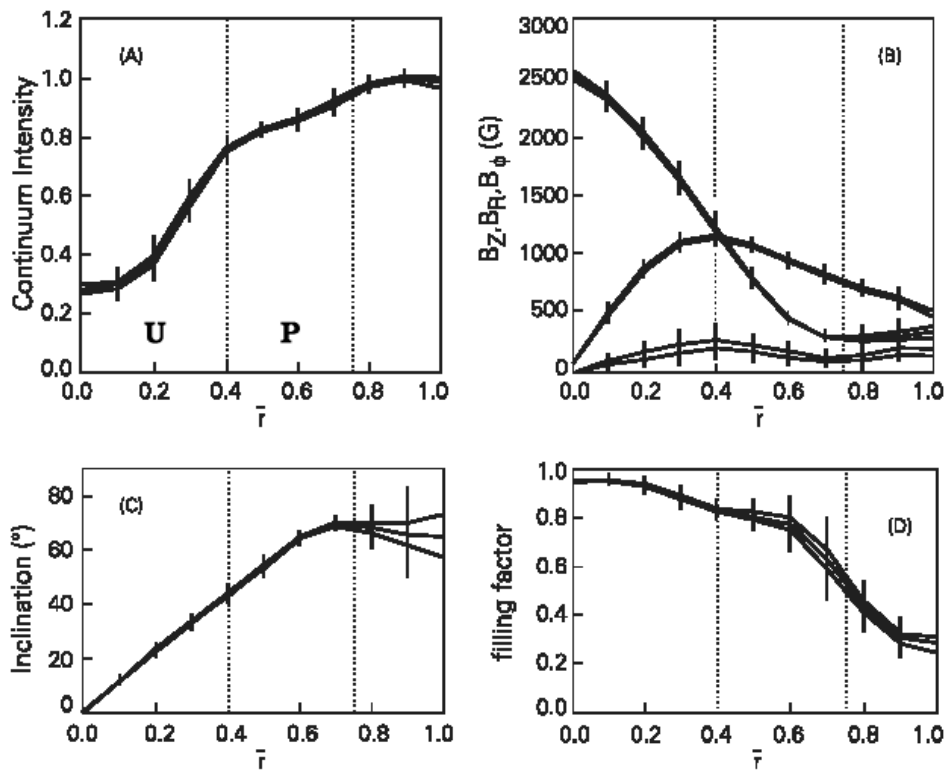 1.2
1.0
0.8
0.6
0.4
0.2
0.0
Continuum Intensity
(A)
U
P
0.0 0.2 0.4 0.6 0.8 1.0
r̄
3000
2500
2000
1500
1000
500
0
B_Z,B_R,B_ϕ (G)
(B)
0.0 0.2 0.4 0.6 0.8 1.0
r̄
80
60
40
20
0
Inclination (°)
(C)
0.0 0.2 0.4 0.6 0.8 1.0
r̄
1.0
0.8
0.6
0.4
0.2
0.0
filling factor
(D)
0.0 0.2 0.4 0.6 0.8 1.0
r̄